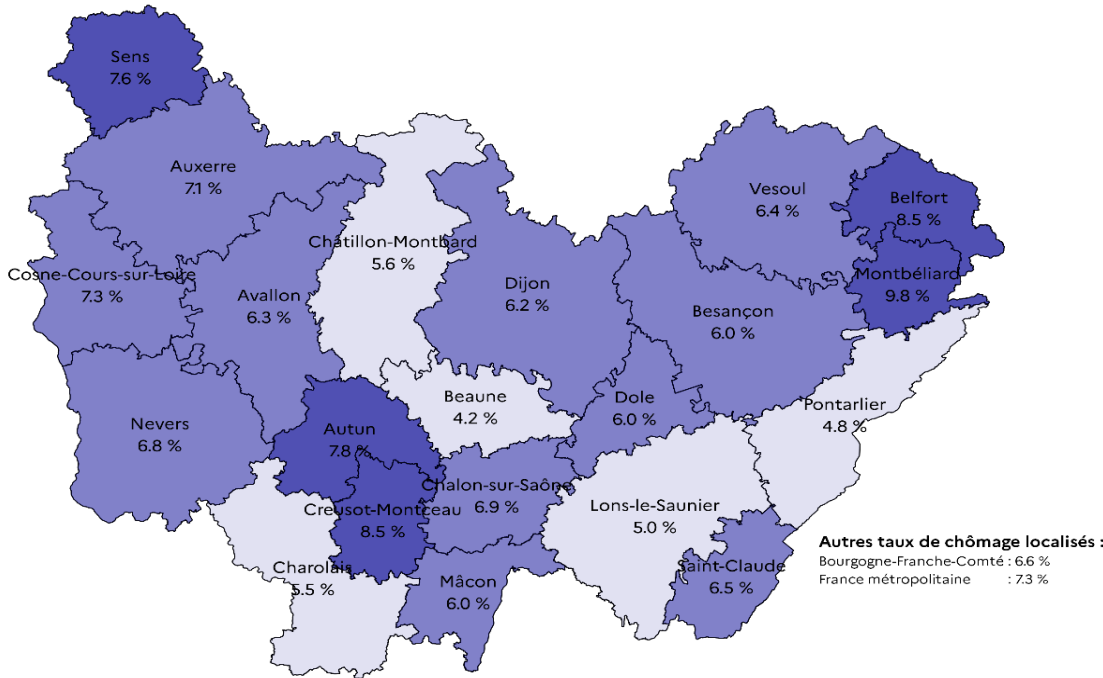 Sens
7.6 %
Auxerre
7.1 %
Vesoul
6.4 %
Belfort
8.5 %
Châtillon-Montbard
5.6 %
Cosne-Cours-sur-Loire
7.3 %
Avallon
6.3 %
Dijon
6.2 %
Besançon
6.0 %
Montbéliard
9.8 %
Nevers
6.8 %
Autun
7.8 %
Beaune
4.2 %
Dole
6.0 %
Pontarlier
4.8 %
Creusot-Montceau
8.5 %
Chalon-sur-Saône
6.9 %
Lons-le-Saunier
5.0 %
Charolais
5.5 %
Mâcon
6.0 %
Saint-Claude
6.5 %
Autres taux de chômage localisés :
Bourgogne-Franche-Comté : 6.6 %
France métropolitaine : 7.3 %